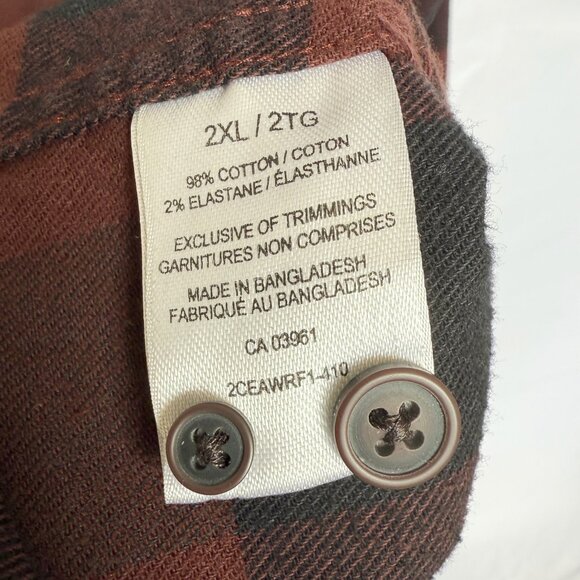 2XL / 2TG
98% COTTON / COTON
2% ELASTANE / ÉLASTHANNE
EXCLUSIVE OF TRIMMINGS
GARNITURES NON COMPRISES
MADE IN BANGLADESH
FABRIQUÉ AU BANGLADESH
CA 03961
2CEAWRF1-410